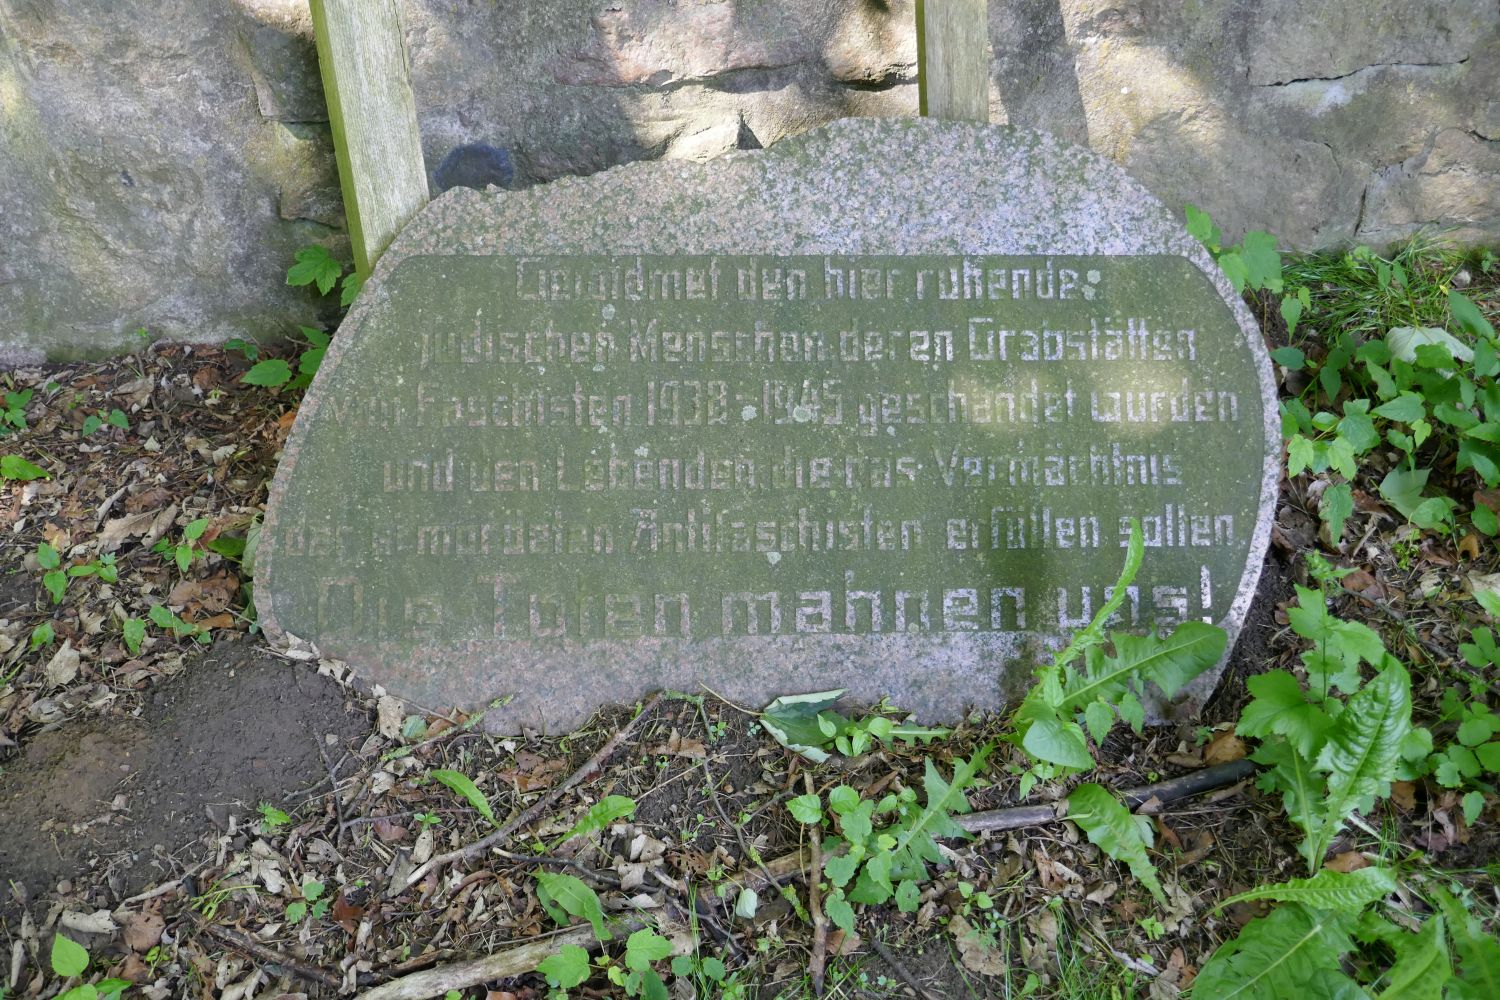 Gewidmet den hier ruhende
jüdischen Menschen, deren Grabstätten
von Faschisten 1938-1945 geschändet wurden
und den Lebenden, die das Vermächtnis
der ermordeten Antifaschisten erfüllen sollen.
Die Toten mahnen uns!